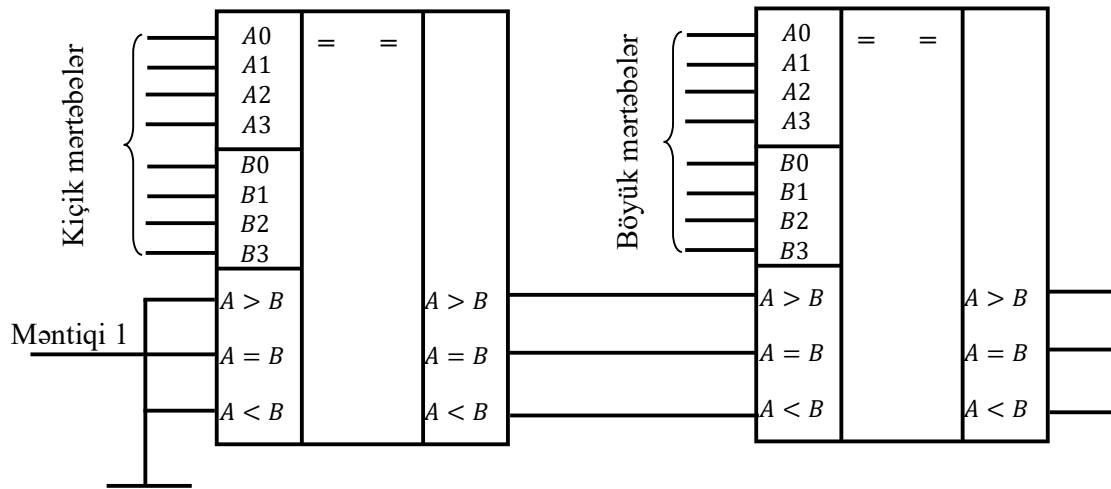 Kiçik mərtəbələr
A0
A1
A2
A3
B0
B1
B2
B3
= =
Məntiqi 1
A > B
A = B
A < B
A > B
A = B
A < B
Böyük mərtəbələr
A0
A1
A2
A3
B0
B1
B2
B3
= =
A > B
A = B
A < B
A > B
A = B
A < B